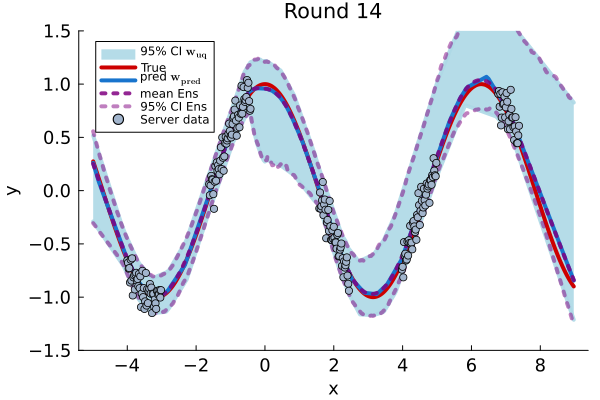 Round 14
95% CI w_uq
True
pred w_pred
mean Ens
95% CI Ens
Server data
1.5
1.0
0.5
0.0
−0.5
−1.0
−1.5
y
−4 −2 0 2 4 6 8
x